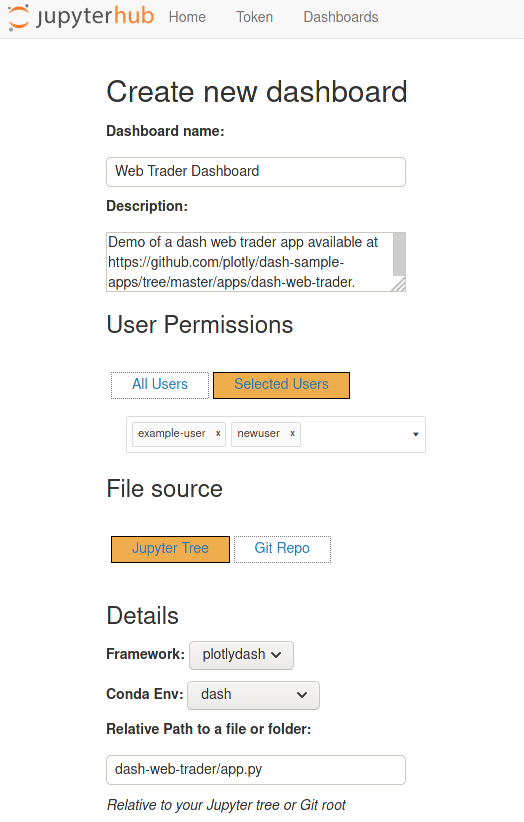 jupyterhub Home Token Dashboards
Create new dashboard
Dashboard name:
Web Trader Dashboard
Description:
Demo of a dash web trader app available at
https://github.com/plotly/dash-sample-
apps/tree/master/apps/dash-web-trader.
User Permissions
All Users Selected Users
example-user x newuser x
File source
Jupyter Tree Git Repo
Details
Framework: plotlydash
Conda Env: dash
Relative Path to a file or folder:
dash-web-trader/app.py
Relative to your Jupyter tree or Git root